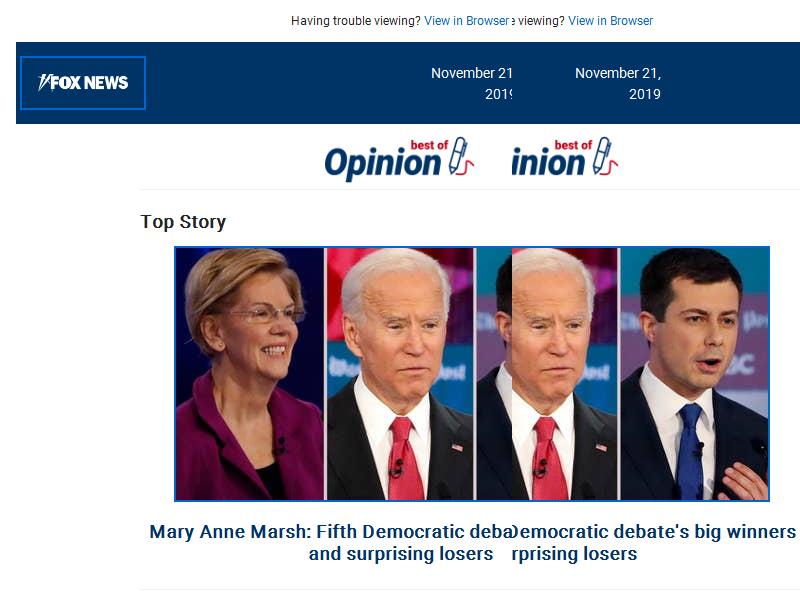 Having trouble viewing? View in Browsere viewing? View in Browser
FOX NEWS
November 21 November 21,
2019 2019
best of best of
Opinion inion
Top Story
Mary Anne Marsh: Fifth Democratic debaDemocratic debate's big winners
and surprising losers rprising losers